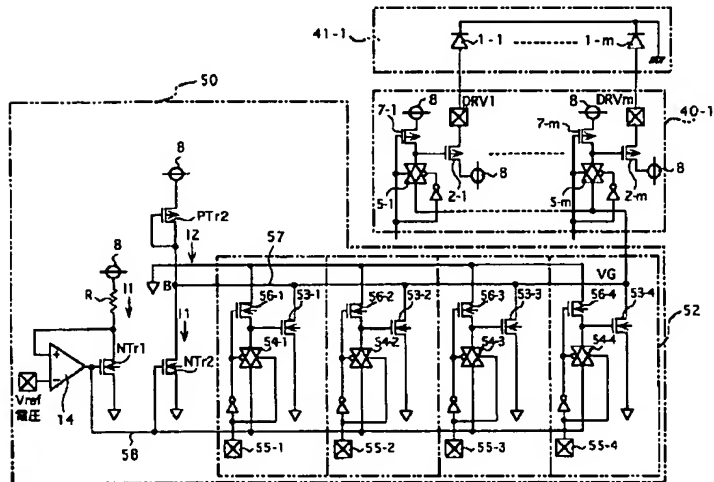 41-1
1-1
1-m
50
DRV1
DRVm
40-1
8
7-1
8
7-m
8
8
5-1
2-1
5-m
2-m
8
PTr2
I2
57
B
VG
8
R
I1
I1
56-1
53-1
56-2
53-2
56-3
53-3
56-4
53-4
52
NTr1
NTr2
54-1
54-2
54-3
54-4
+
−
Vref
電圧
14
58
55-1
55-2
55-3
55-4